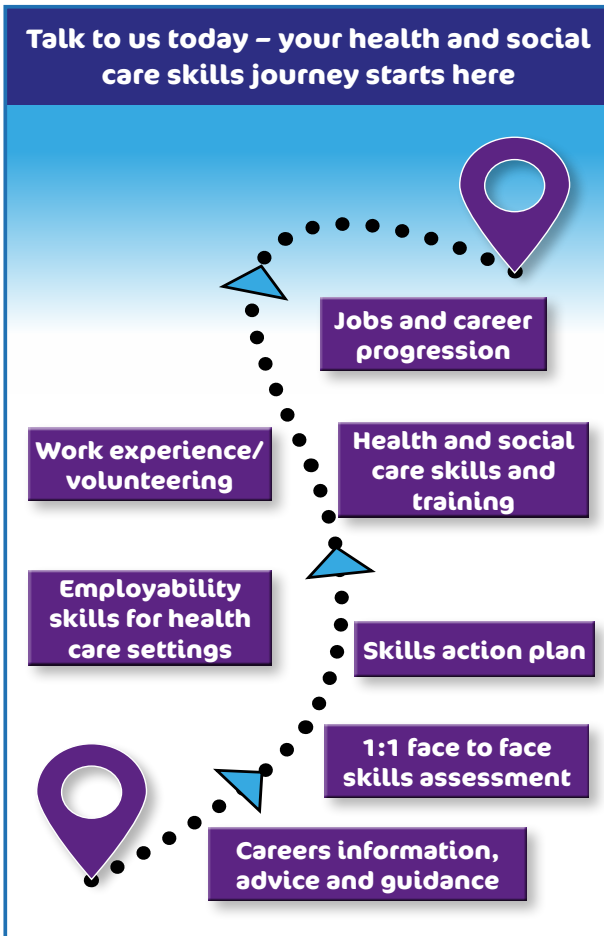 Talk to us today – your health and social
care skills journey starts here
Jobs and career
progression
Work experience/
volunteering
Health and social
care skills and
training
Employability
skills for health
care settings
Skills action plan
1:1 face to face
skills assessment
Careers information,
advice and guidance